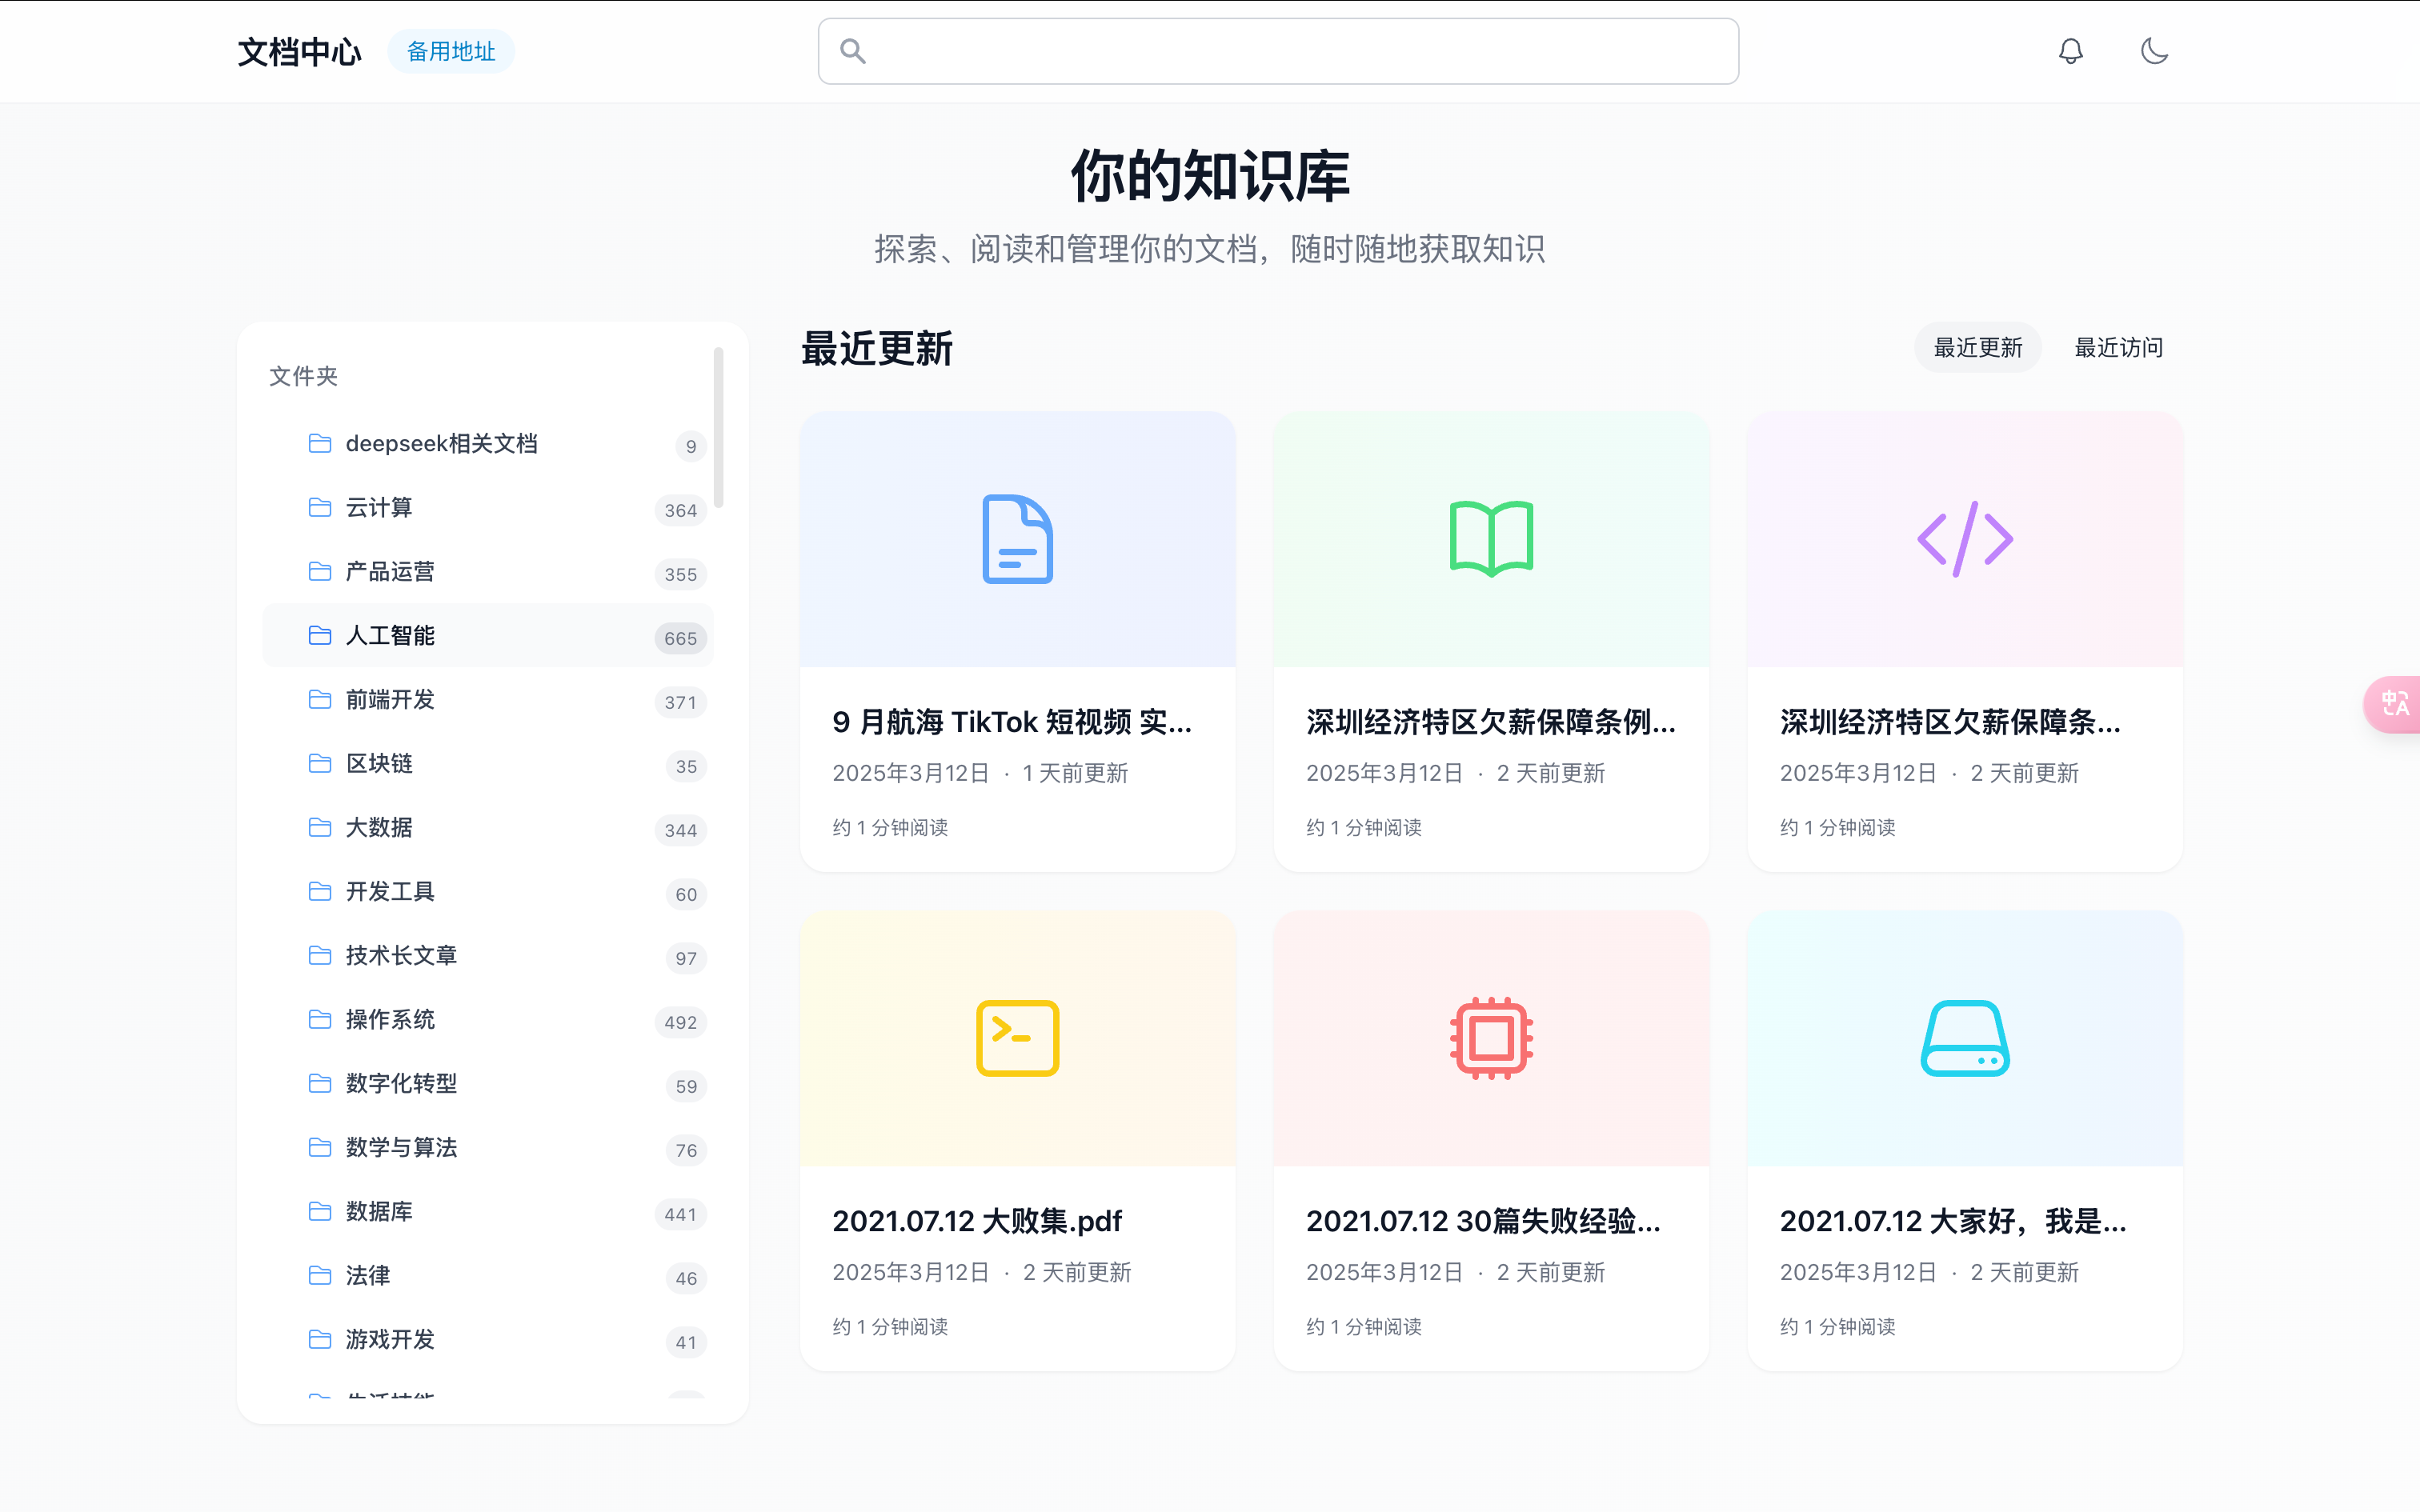 文档中心 备用地址
你的知识库
探索、阅读和管理你的文档，随时随地获取知识
文件夹
deepseek相关文档 9
云计算 364
产品运营 355
人工智能 665
前端开发 371
区块链 35
大数据 344
开发工具 60
技术长文章 97
操作系统 492
数字化转型 59
数学与算法 76
数据库 441
法律 46
游戏开发 41
最近更新
最近更新 最近访问
9 月航海 TikTok 短视频 实...
2025年3月12日 · 1 天前更新
约 1 分钟阅读
深圳经济特区欠薪保障条例...
2025年3月12日 · 2 天前更新
约 1 分钟阅读
深圳经济特区欠薪保障条...
2025年3月12日 · 2 天前更新
约 1 分钟阅读
2021.07.12 大败集.pdf
2025年3月12日 · 2 天前更新
约 1 分钟阅读
2021.07.12 30篇失败经验...
2025年3月12日 · 2 天前更新
约 1 分钟阅读
2021.07.12 大家好，我是...
2025年3月12日 · 2 天前更新
约 1 分钟阅读